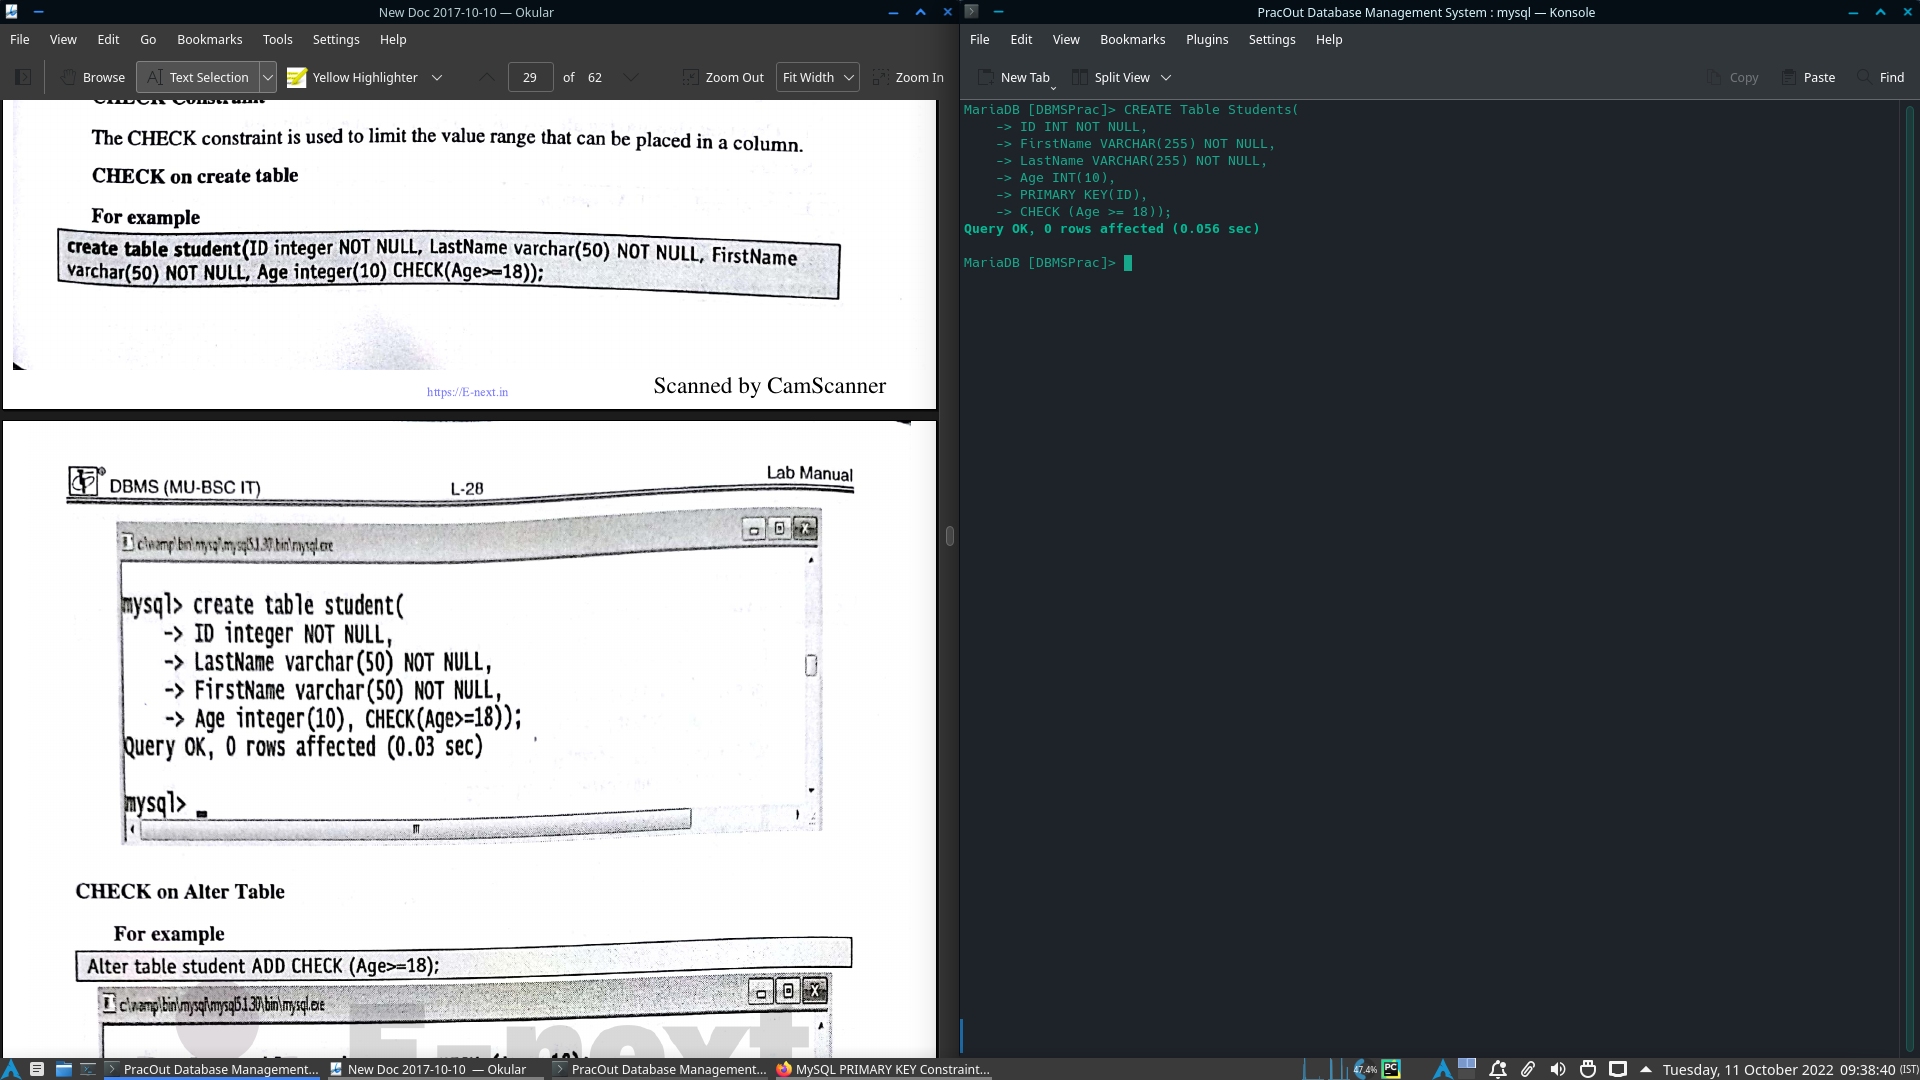 New Doc 2017-10-10 — Okular
File View Edit Go Bookmarks Tools Settings Help
Browse Text Selection Yellow Highlighter 29 of 62 Zoom Out Fit Width Zoom In
CHECK Constraint
The CHECK constraint is used to limit the value range that can be placed in a column.
CHECK on create table
For example
create table student(ID integer NOT NULL, LastName varchar(50) NOT NULL, FirstName
varchar(50) NOT NULL, Age integer(10) CHECK(Age>=18));
https://E-next.in
Scanned by CamScanner
DBMS (MU-BSC IT) L-28 Lab Manual
c:\wamp\bin\mysql\mysql5.1.30\bin\mysql.exe
mysql> create table student(
-> ID integer NOT NULL,
-> LastName varchar(50) NOT NULL,
-> FirstName varchar(50) NOT NULL,
-> Age integer(10), CHECK(Age>=18));
Query OK, 0 rows affected (0.03 sec)
mysql> _
CHECK on Alter Table
For example
Alter table student ADD CHECK (Age>=18);
c:\wamp\bin\mysql\mysql5.1.30\bin\mysql.exe
E-next
PracOut Database Management System : mysql — Konsole
File Edit View Bookmarks Plugins Settings Help
New Tab Split View Copy Paste Find
MariaDB [DBMSPrac]> CREATE Table Students(
-> ID INT NOT NULL,
-> FirstName VARCHAR(255) NOT NULL,
-> LastName VARCHAR(255) NOT NULL,
-> Age INT(10),
-> PRIMARY KEY(ID),
-> CHECK (Age >= 18));
Query OK, 0 rows affected (0.056 sec)
MariaDB [DBMSPrac]>
PracOut Database Management... New Doc 2017-10-10 — Okular PracOut Database Management... MySQL PRIMARY KEY Constraint... 47.4% PC Tuesday, 11 October 2022 09:38:40 (IST)